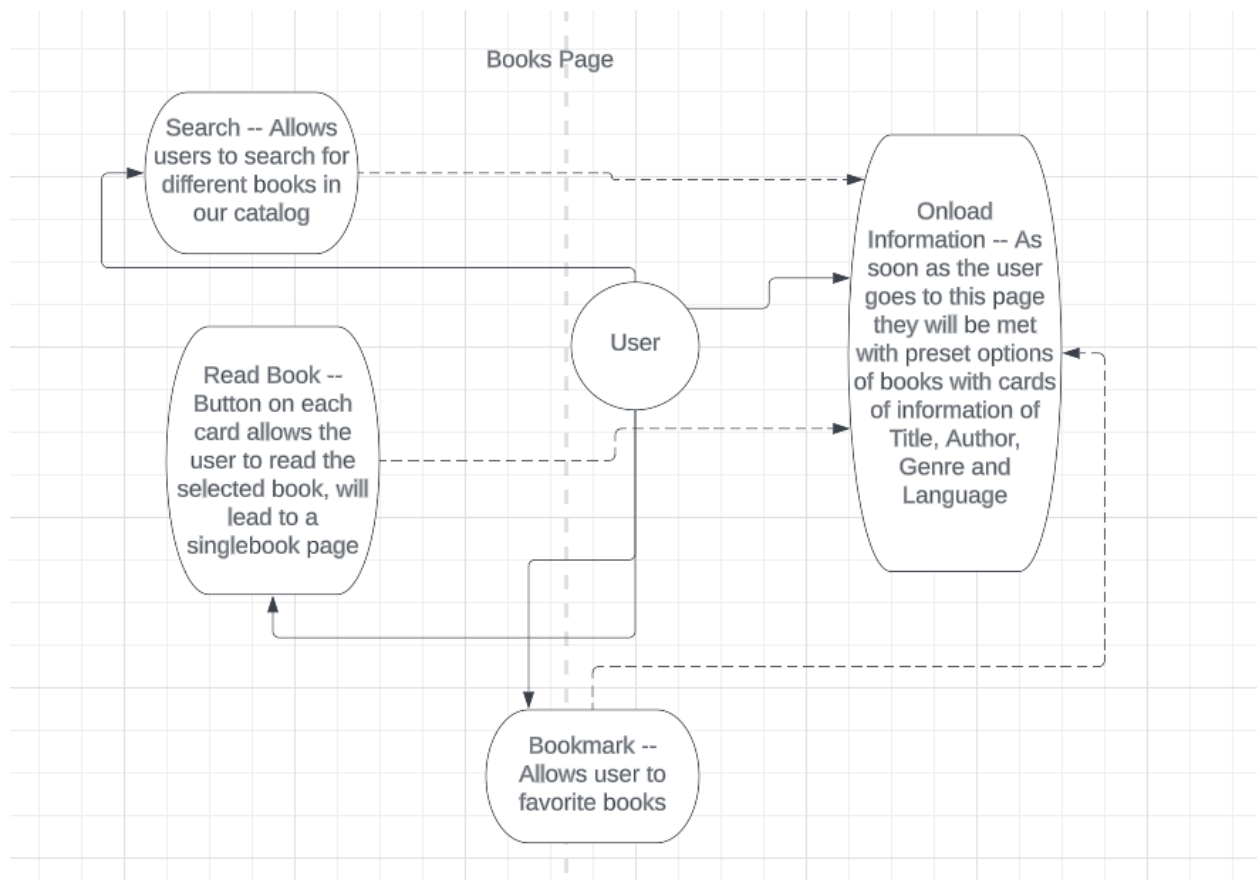 Books Page
Search -- Allows
users to search for
different books in
our catalog
Onload
Information -- As
soon as the user
goes to this page
they will be met
with preset options
of books with cards
of information of
Title, Author,
Genre and
Language
User
Read Book --
Button on each
card allows the
user to read the
selected book, will
lead to a
singlebook page
Bookmark --
Allows user to
favorite books